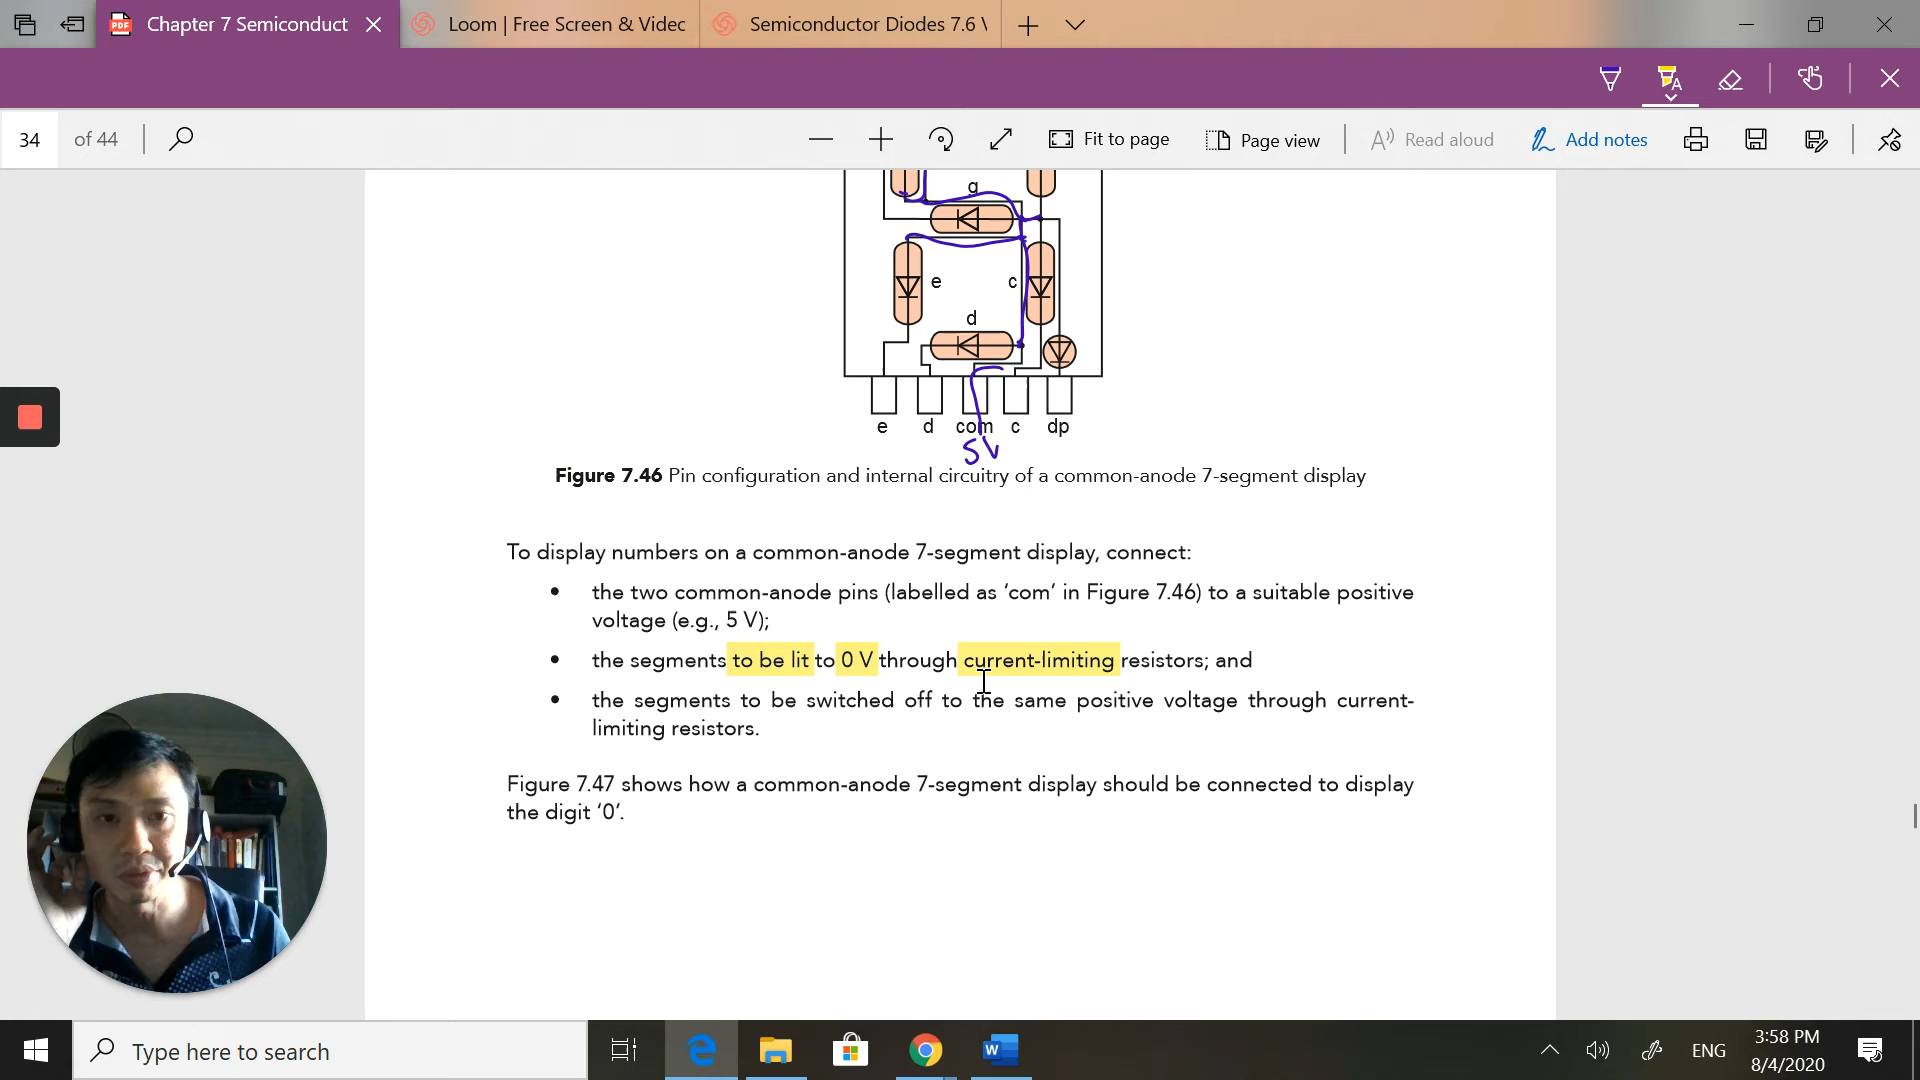 Chapter 7 Semiconduct
Loom | Free Screen & Videc
Semiconductor Diodes 7.6 V
34 of 44
Fit to page
Page view
Read aloud
Add notes
g
e
c
d
e d com c dp
5V
Figure 7.46 Pin configuration and internal circuitry of a common-anode 7-segment display
To display numbers on a common-anode 7-segment display, connect:
• the two common-anode pins (labelled as ‘com’ in Figure 7.46) to a suitable positive
voltage (e.g., 5 V);
• the segments to be lit to 0 V through current-limiting resistors; and
• the segments to be switched off to the same positive voltage through current-
limiting resistors.
Figure 7.47 shows how a common-anode 7-segment display should be connected to display
the digit ‘0’.
Type here to search
ENG
3:58 PM
8/4/2020